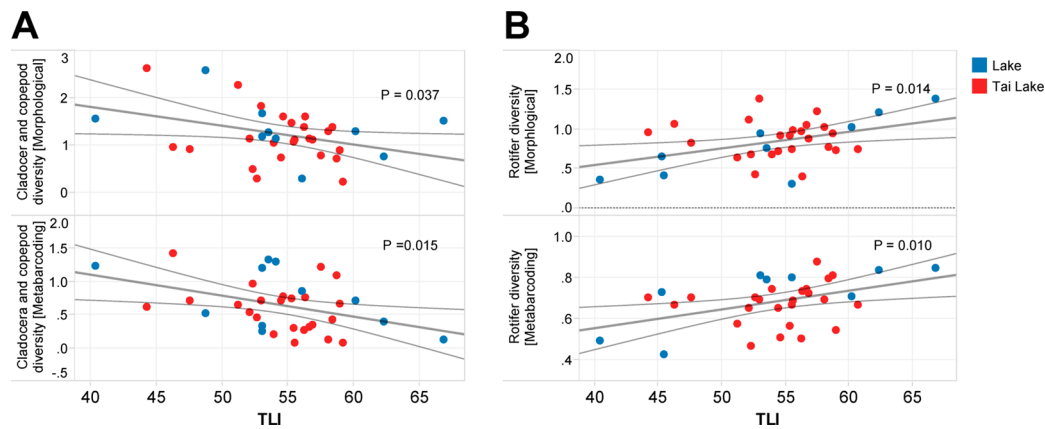 A
B
Cladocer and copepod
diversity [Morphological]
3
2
1
0
P = 0.037
Cladocera and copepod
diversity [Metabarcoding]
2.0
1.5
1.0
.5
.0
-.5
P =0.015
40 45 50 55 60 65
TLI
Rotifer diversity
[Morphlogical]
2.0
1.5
1.0
.5
.0
P = 0.014
Rotifer diversity
[Metabarcoding]
1.0
.8
.6
.4
P = 0.010
40 45 50 55 60 65
TLI
Lake
Tai Lake